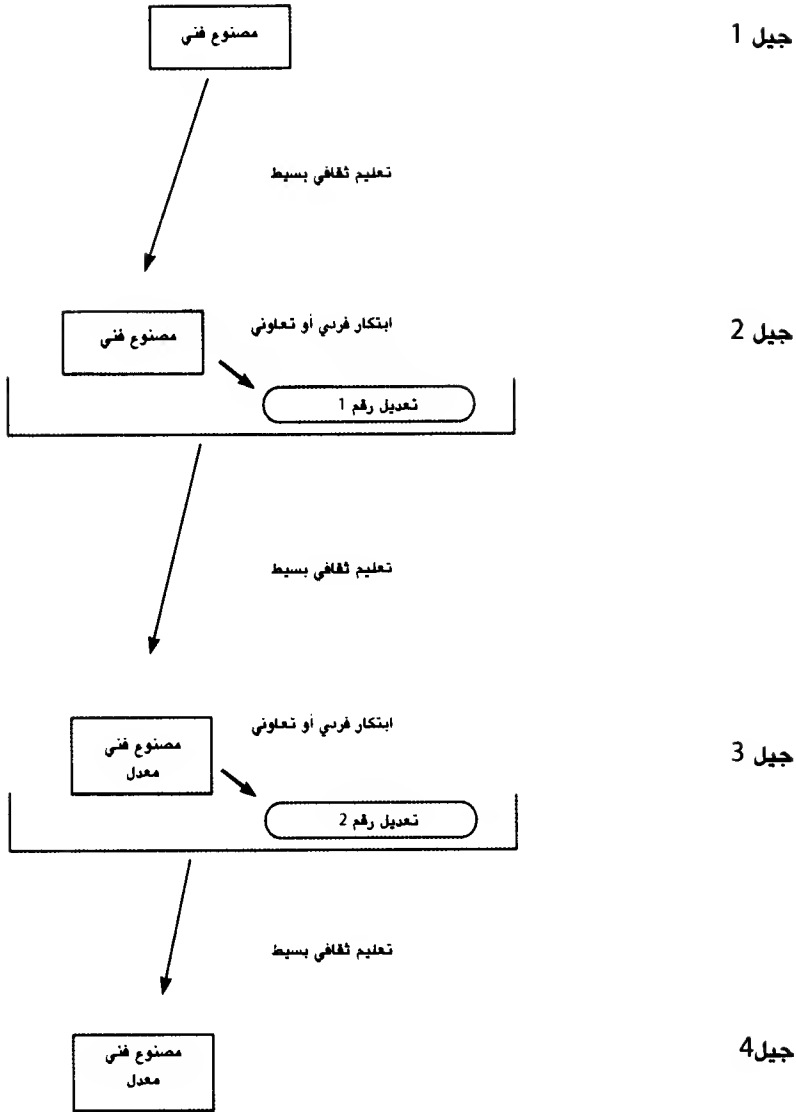 جيل 1
مصنوع فني
تعليم ثقافي بسيط
جيل 2
ابتكار فردي أو تعاوني
مصنوع فني
تعديل رقم 1
تعليم ثقافي بسيط
جيل 3
ابتكار فردي أو تعاوني
مصنوع فني
معدل
تعديل رقم 2
تعليم ثقافي بسيط
جيل4
مصنوع فني
معدل